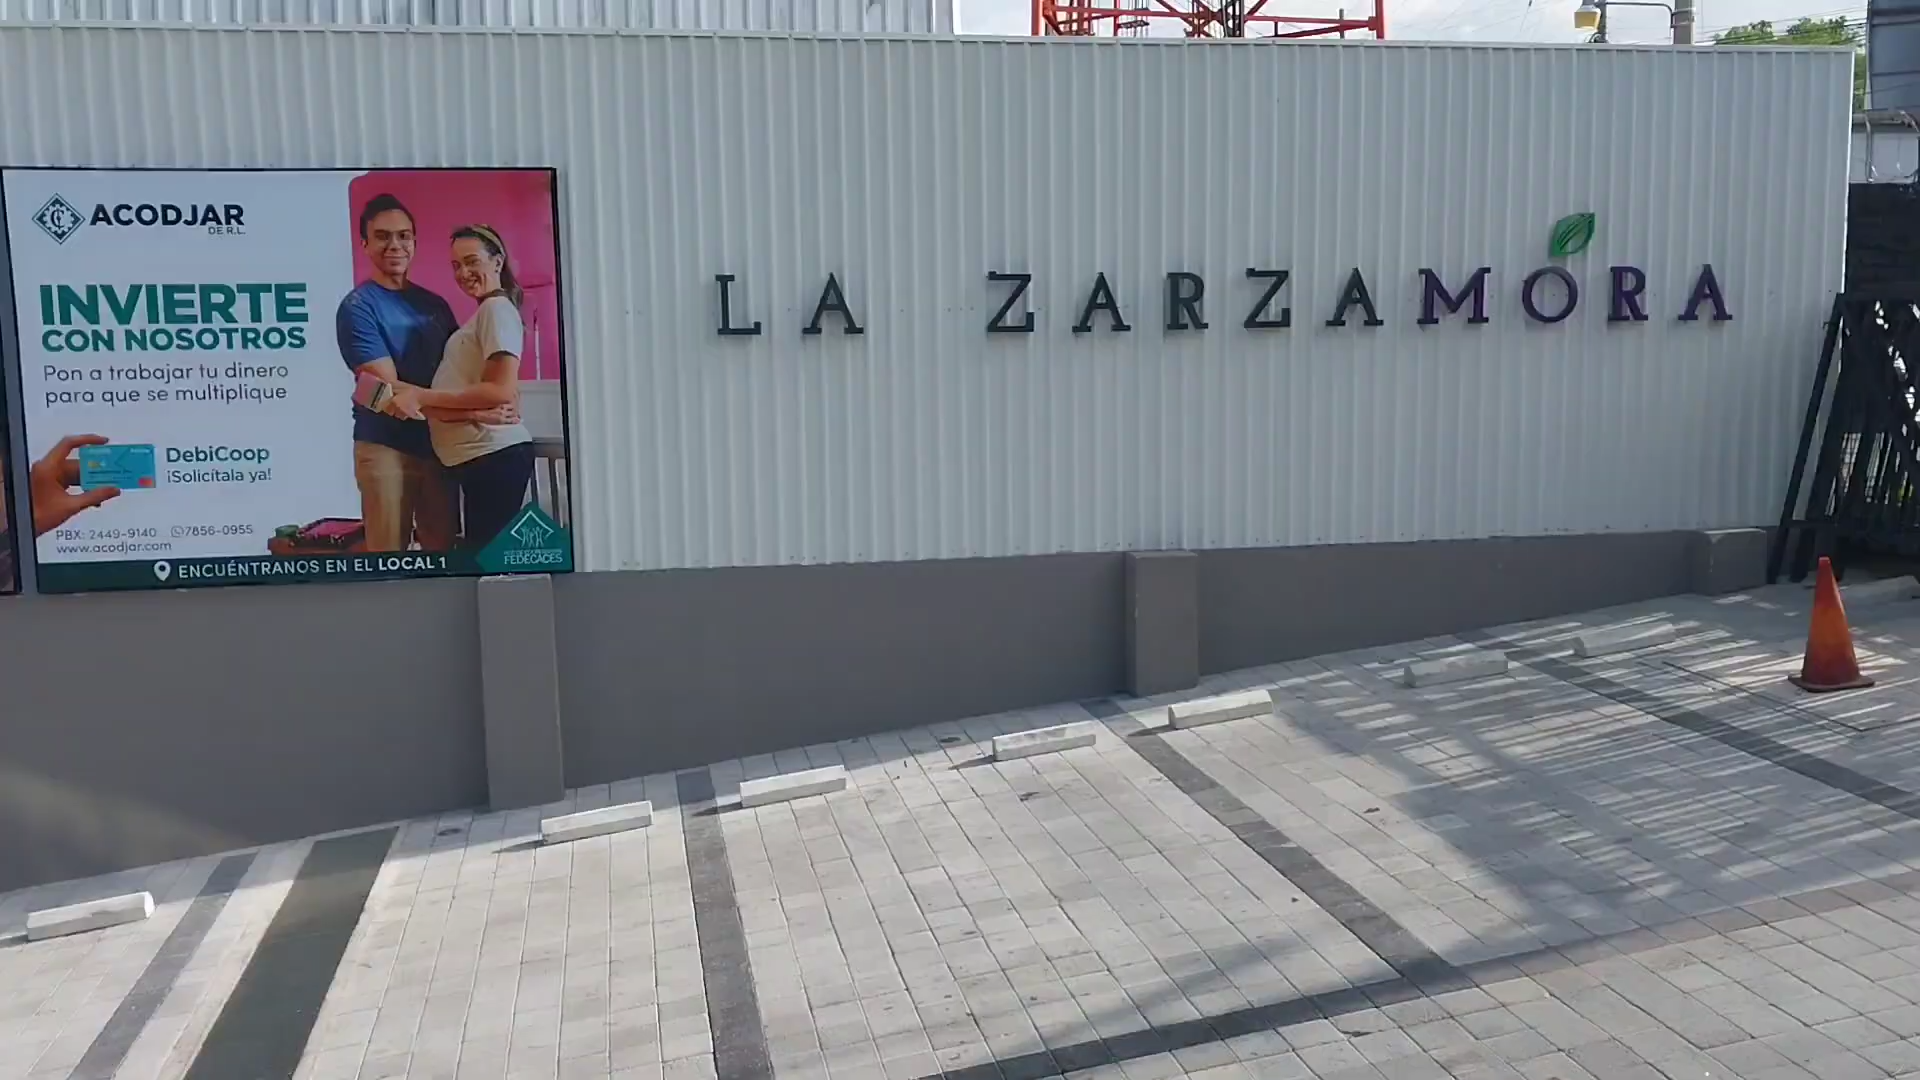 ACODJAR
DE R.L.
INVIERTE
CON NOSOTROS
Pon a trabajar tu dinero
para que se multiplique
DebiCoop
¡Solicítala ya!
PBX: 2449-9140 7856-0955
www.acodjar.com
ENCUÉNTRANOS EN EL LOCAL 1
FEDECACES
LA ZARZAMORA